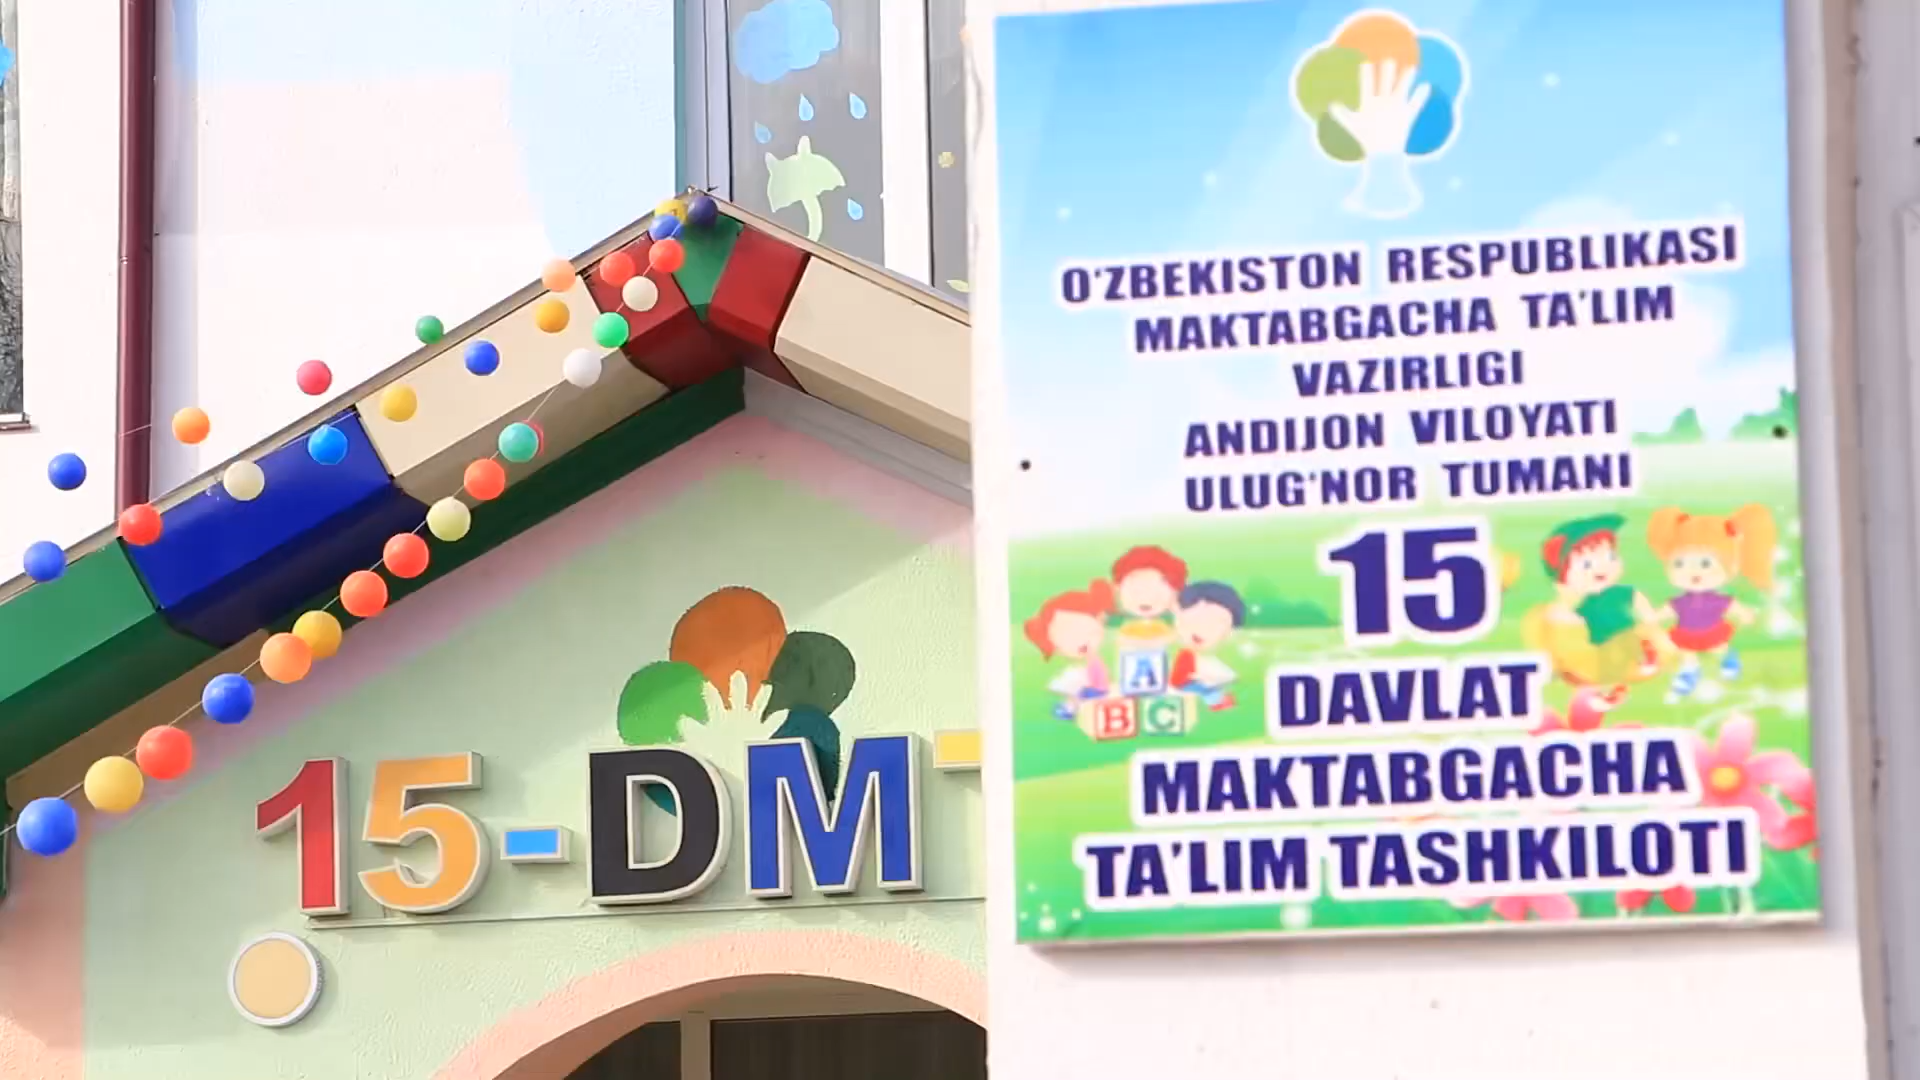 15-DM
O'ZBEKISTON RESPUBLIKASI
MAKTABGACHA TA'LIM
VAZIRLIGI
ANDIJON VILOYATI
ULUG'NOR TUMANI
15
DAVLAT
MAKTABGACHA
TA'LIM TASHKILOTI
A
B C